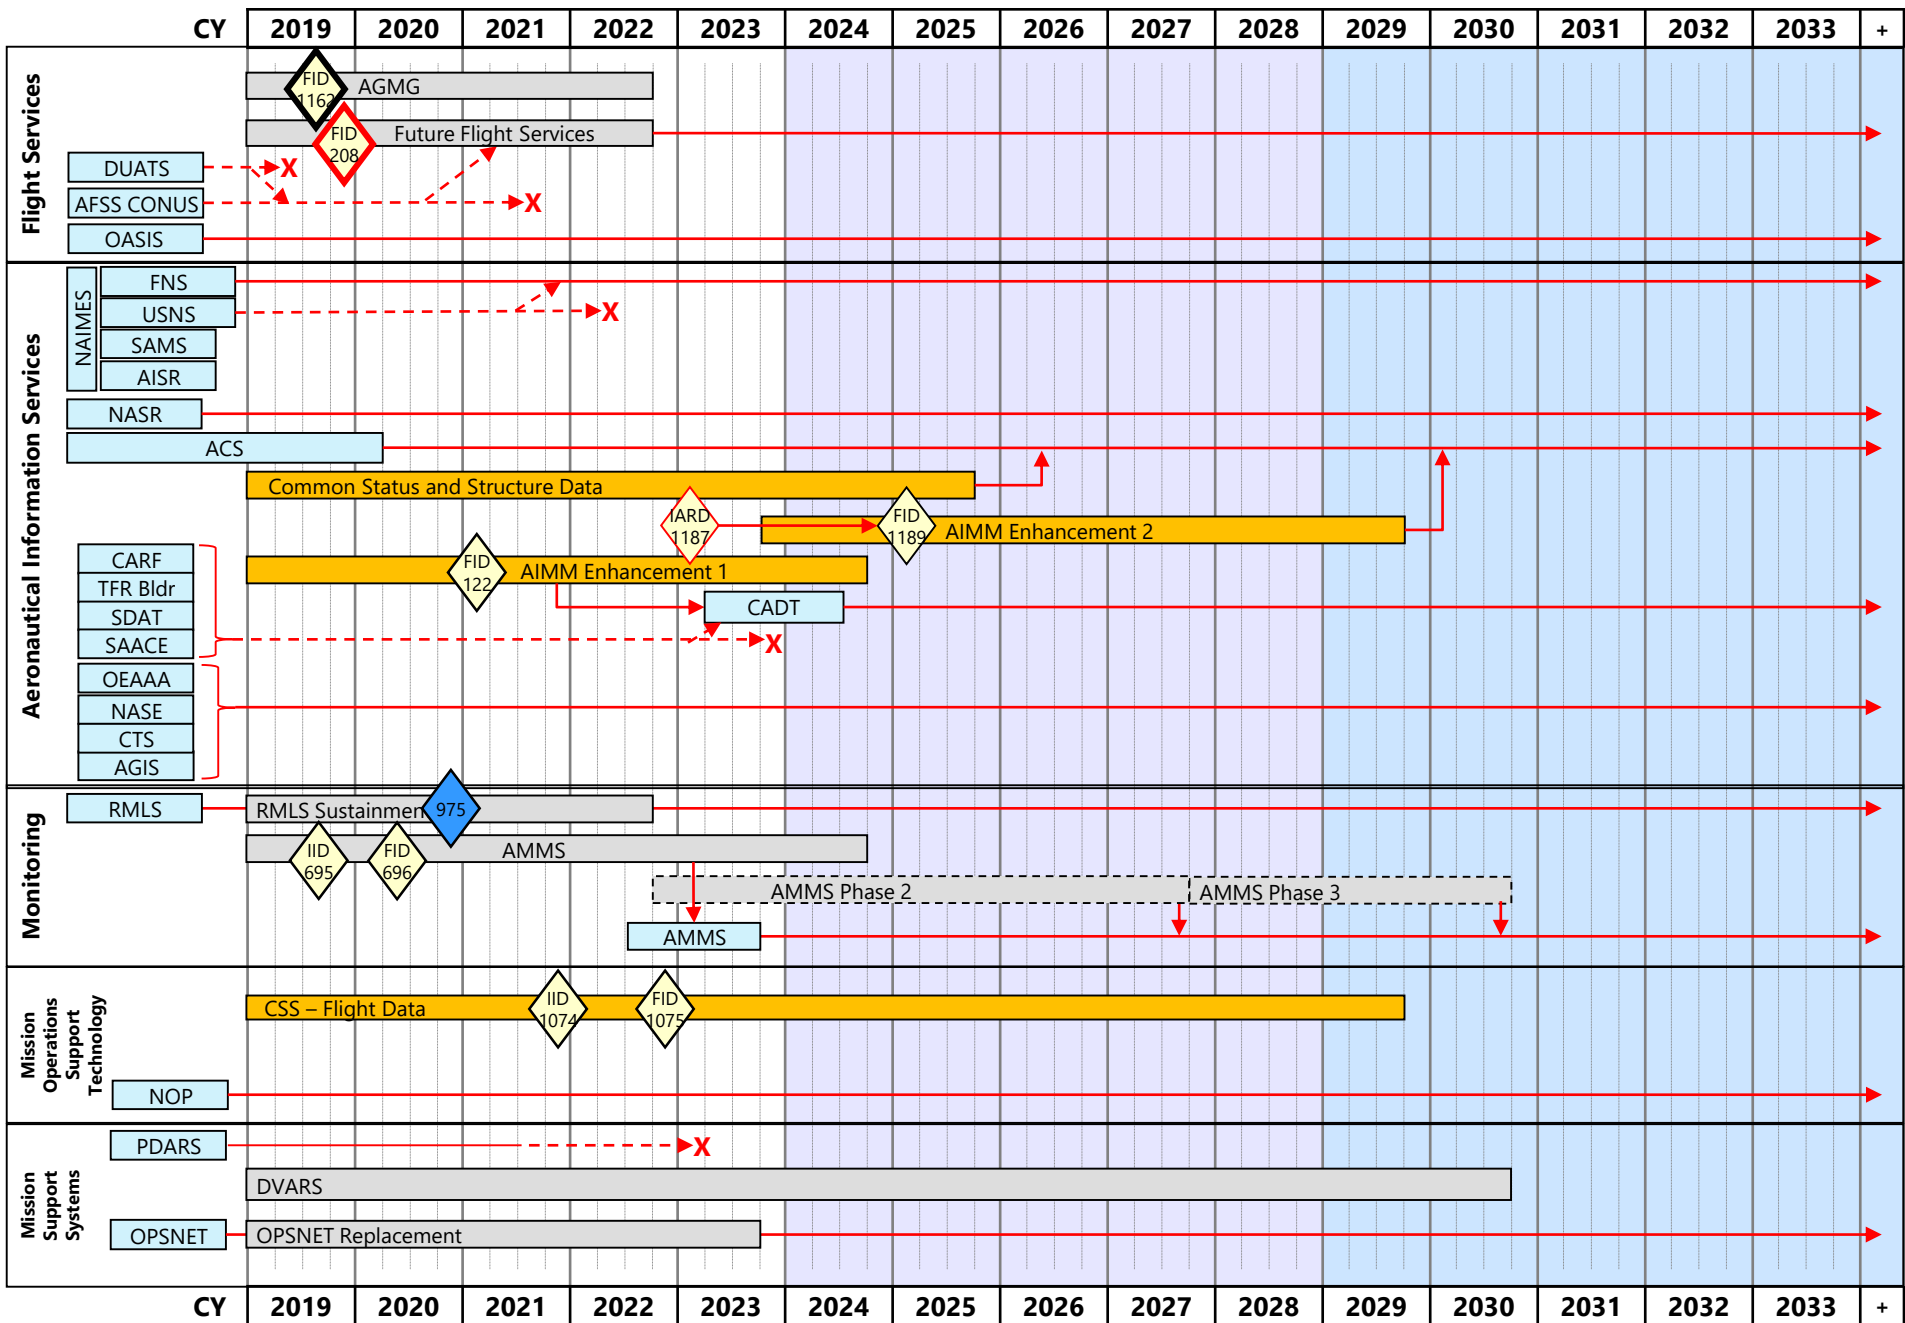 CY 2019 2020 2021 2022 2023 2024 2025 2026 2027 2028 2029 2030 2031 2032 2033 +
Flight Services
FID
1162
AGMG
FID
208
Future Flight Services
DUATS
X
AFSS CONUS
X
OASIS
Aeronautical Information Services
NAIMES
FNS
USNS
X
SAMS
AISR
NASR
ACS
Common Status and Structure Data
IARD
1187
FID
1189
AIMM Enhancement 2
CARF
TFR Bldr
SDAT
SAACE
FID
122
AIMM Enhancement 1
CADT
X
OEAAA
NASE
CTS
AGIS
Monitoring
RMLS
RMLS Sustainmen
975
IID
695
FID
696
AMMS
AMMS Phase 2
AMMS Phase 3
AMMS
Mission
Operations
Support
Technology
CSS – Flight Data
IID
1074
FID
1075
NOP
Mission
Support
Systems
PDARS
X
DVARS
OPSNET
OPSNET Replacement
CY 2019 2020 2021 2022 2023 2024 2025 2026 2027 2028 2029 2030 2031 2032 2033 +